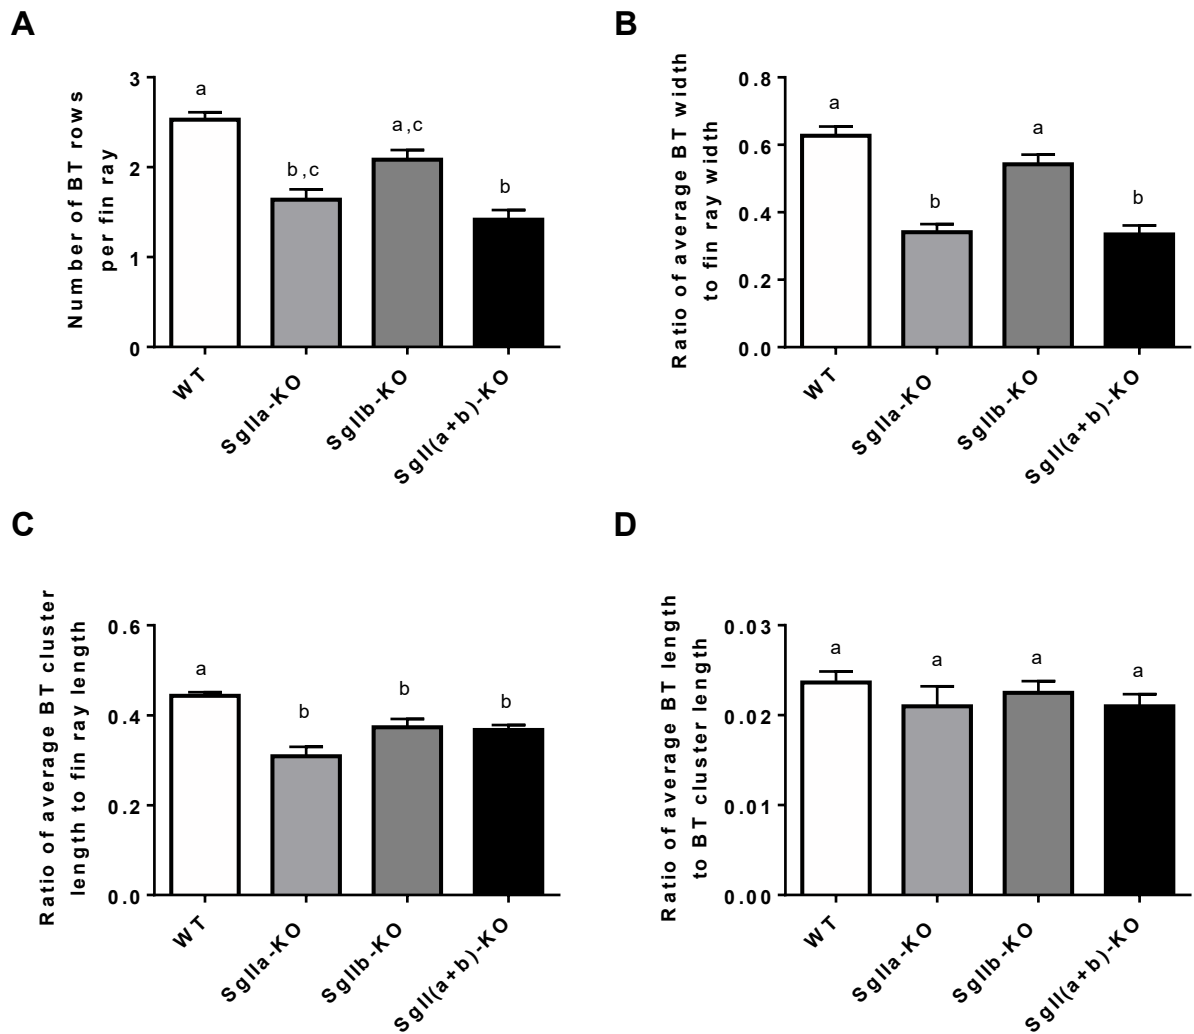 A
Number of BT rows
per fin ray
3
2
1
0
a
b,c
a,c
b
WT
SgIIa-KO
SgIIb-KO
SgII(a+b)-KO
B
Ratio of average BT width
to fin ray width
0.8
0.6
0.4
0.2
0.0
a
b
a
b
WT
SgIIa-KO
SgIIb-KO
SgII(a+b)-KO
C
Ratio of average BT cluster
length to fin ray length
0.6
0.4
0.2
0.0
a
b
b
b
WT
SgIIa-KO
SgIIb-KO
SgII(a+b)-KO
D
Ratio of average BT length
to BT cluster length
0.03
0.02
0.01
0.00
a
a
a
a
WT
SgIIa-KO
SgIIb-KO
SgII(a+b)-KO